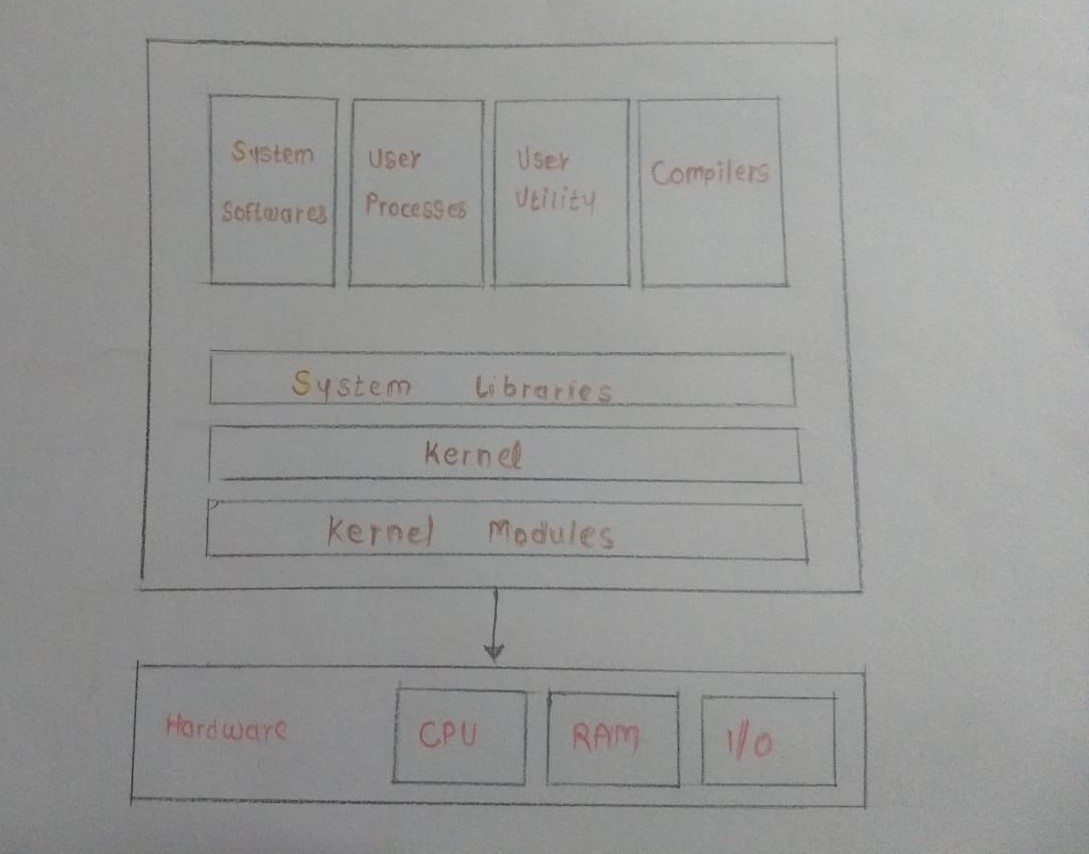 System
Softwares
User
Processes
User
Utility
Compilers
System Libraries
Kernel
Kernel Modules
Hardware
CPU
RAM
I/O